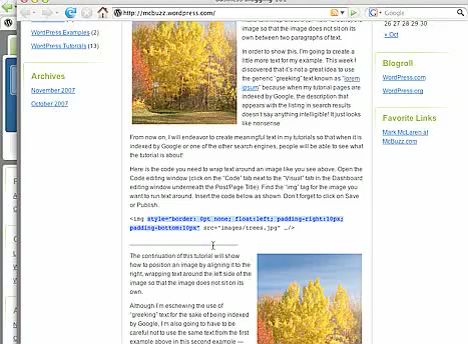 http://mcbuzz.wordpress.com/
Google
WordPress Examples (2)
WordPress Tutorials (13)
Archives
November 2007
October 2007
image so that the image does not sit on its
own between two paragraphs of text.
In order to show this, I'm going to create a
little more text for my example. This week I
discovered that it's not a great idea to use
the generic "greeking" text known as "lorem
ipsum" because when my tutorial pages are
indexed by Google, the description that
appears with the listing in search results
doesn't say anything intelligible! It just looks
like nonsense
From now on, I will endeavor to create meaningful text in my tutorials so that when it is
indexed by Google or one of the other search engines, people will be able to see what
the tutorial is about!
Here is the code you need to wrap text around an image like you see above. Open the
Code editing window (click on the "Code" tab next to the "Visual" tab in the Dashboard
editing window underneath the Post/Page Title). Find the "img" tag for the image you
want to run text around. Insert the code below as shown. Don't forget to click on Save
or Publish.
<img style="border: 0pt none; float:left; padding-right:10px;
padding-bottom:10px" src="images/trees.jpg" …/>
The continuation of this tutorial will show
how to position an image by aligning it to the
right, wrapping text around the left side of the
image so that the image does not sit on its
own.
Although I'm eschewing the use of
"greeking" text for the sake of being indexed
by Google, I'm also going to have to be
careful not to use the same text from the
first example above in this second example —
26 27 28 29 30
« Oct
Blogroll
WordPress.com
WordPress.org
Favorite Links
Mark McLaren at
McBuzz.com